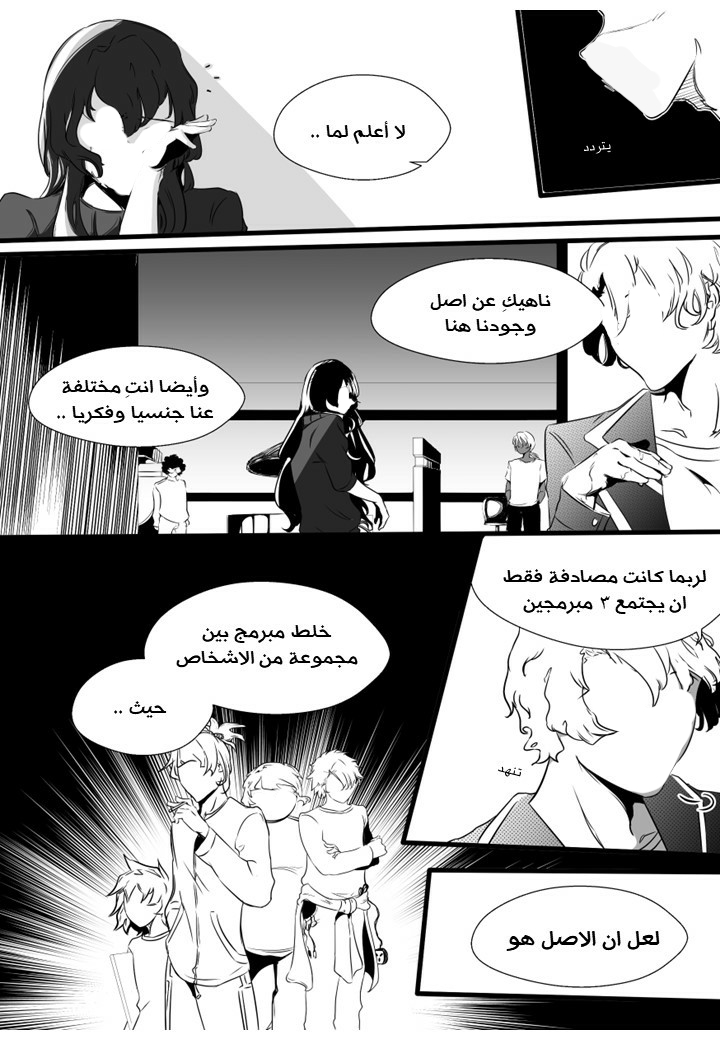 يتردد
لا أعلم لما ..
ناهيكِ عن اصل
وجودنا هنا
وأيضا انتِ مختلفة
عنا جنسيا وفكريا ..
لربما كانت مصادفة فقط
ان يجتمع ٣ مبرمجين
تنهد
لعل ان الاصل هو
خلط مبرمج بين
مجموعة من الاشخاص
حيث ..